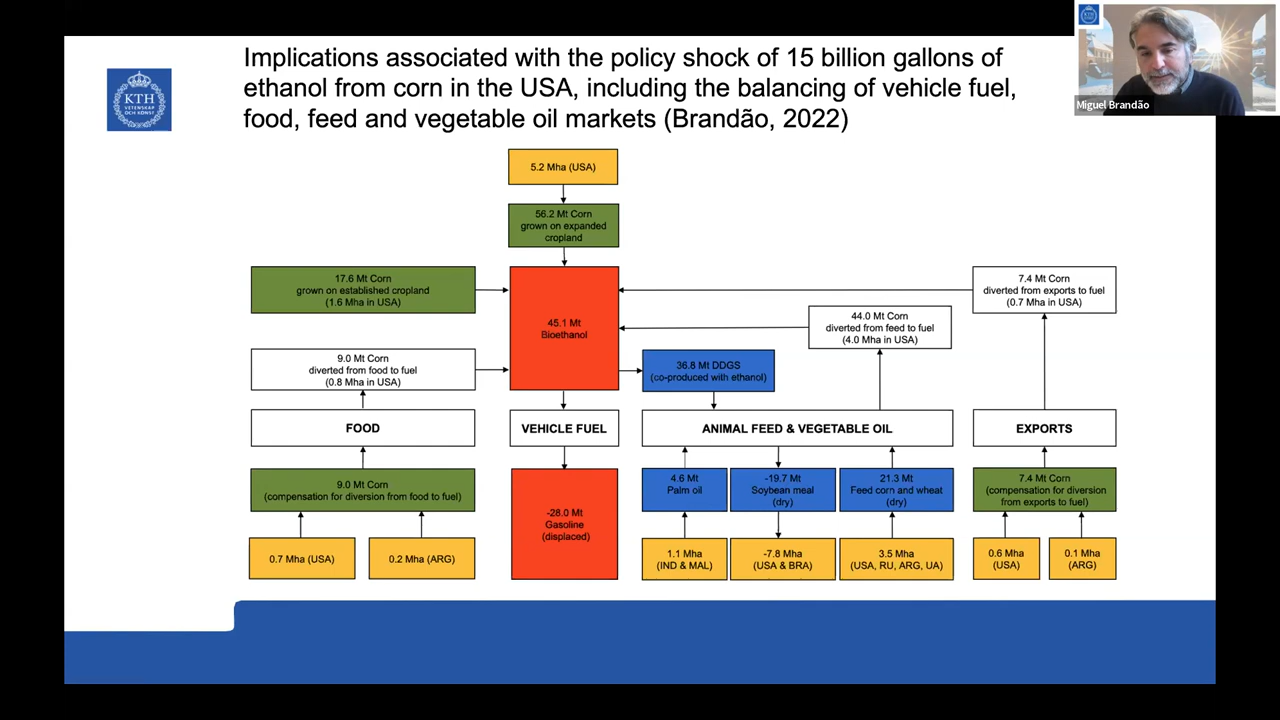 Implications associated with the policy shock of 15 billion gallons of
ethanol from corn in the USA, including the balancing of vehicle fuel,
food, feed and vegetable oil markets (Brandão, 2022)
KTH
VETENSKAP
OCH KONST
KTH
Miguel Brandão
5.2 Mha (USA)
56.2 Mt Corn
grown on expanded
cropland
17.6 Mt Corn
grown on established cropland
(1.6 Mha in USA)
45.1 Mt
Bioethanol
7.4 Mt Corn
diverted from exports to fuel
(0.7 Mha in USA)
44.0 Mt Corn
diverted from feed to fuel
(4.0 Mha in USA)
9.0 Mt Corn
diverted from food to fuel
(0.8 Mha in USA)
36.8 Mt DDGS
(co-produced with ethanol)
FOOD
VEHICLE FUEL
ANIMAL FEED & VEGETABLE OIL
EXPORTS
9.0 Mt Corn
(compensation for diversion from food to fuel)
-28.0 Mt
Gasoline
(displaced)
4.6 Mt
Palm oil
-19.7 Mt
Soybean meal
(dry)
21.3 Mt
Feed corn and wheat
(dry)
7.4 Mt Corn
(compensation for diversion
from exports to fuel)
0.7 Mha (USA)
0.2 Mha (ARG)
1.1 Mha
(IND & MAL)
-7.8 Mha
(USA & BRA)
3.5 Mha
(USA, RU, ARG, UA)
0.6 Mha
(USA)
0.1 Mha
(ARG)